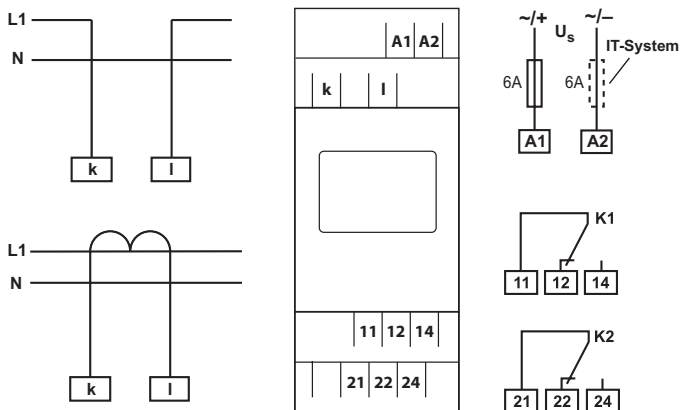 L1
N
k l
L1
N
k l
A1 A2
k l
11 12 14
21 22 24
~/+ Us ~/–
IT-System
6A 6A
A1 A2
K1
11 12 14
K2
21 22 24